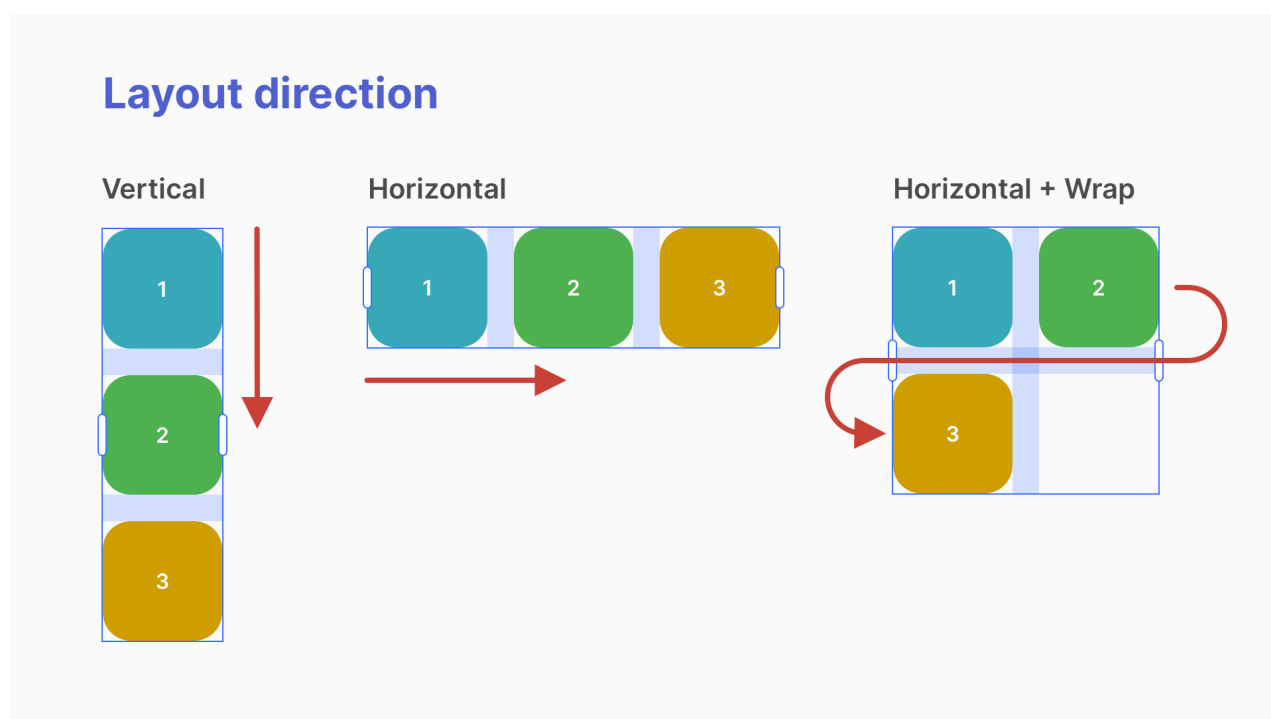 Layout direction
Vertical
1
2
3
Horizontal
1 2 3
Horizontal + Wrap
1 2
3